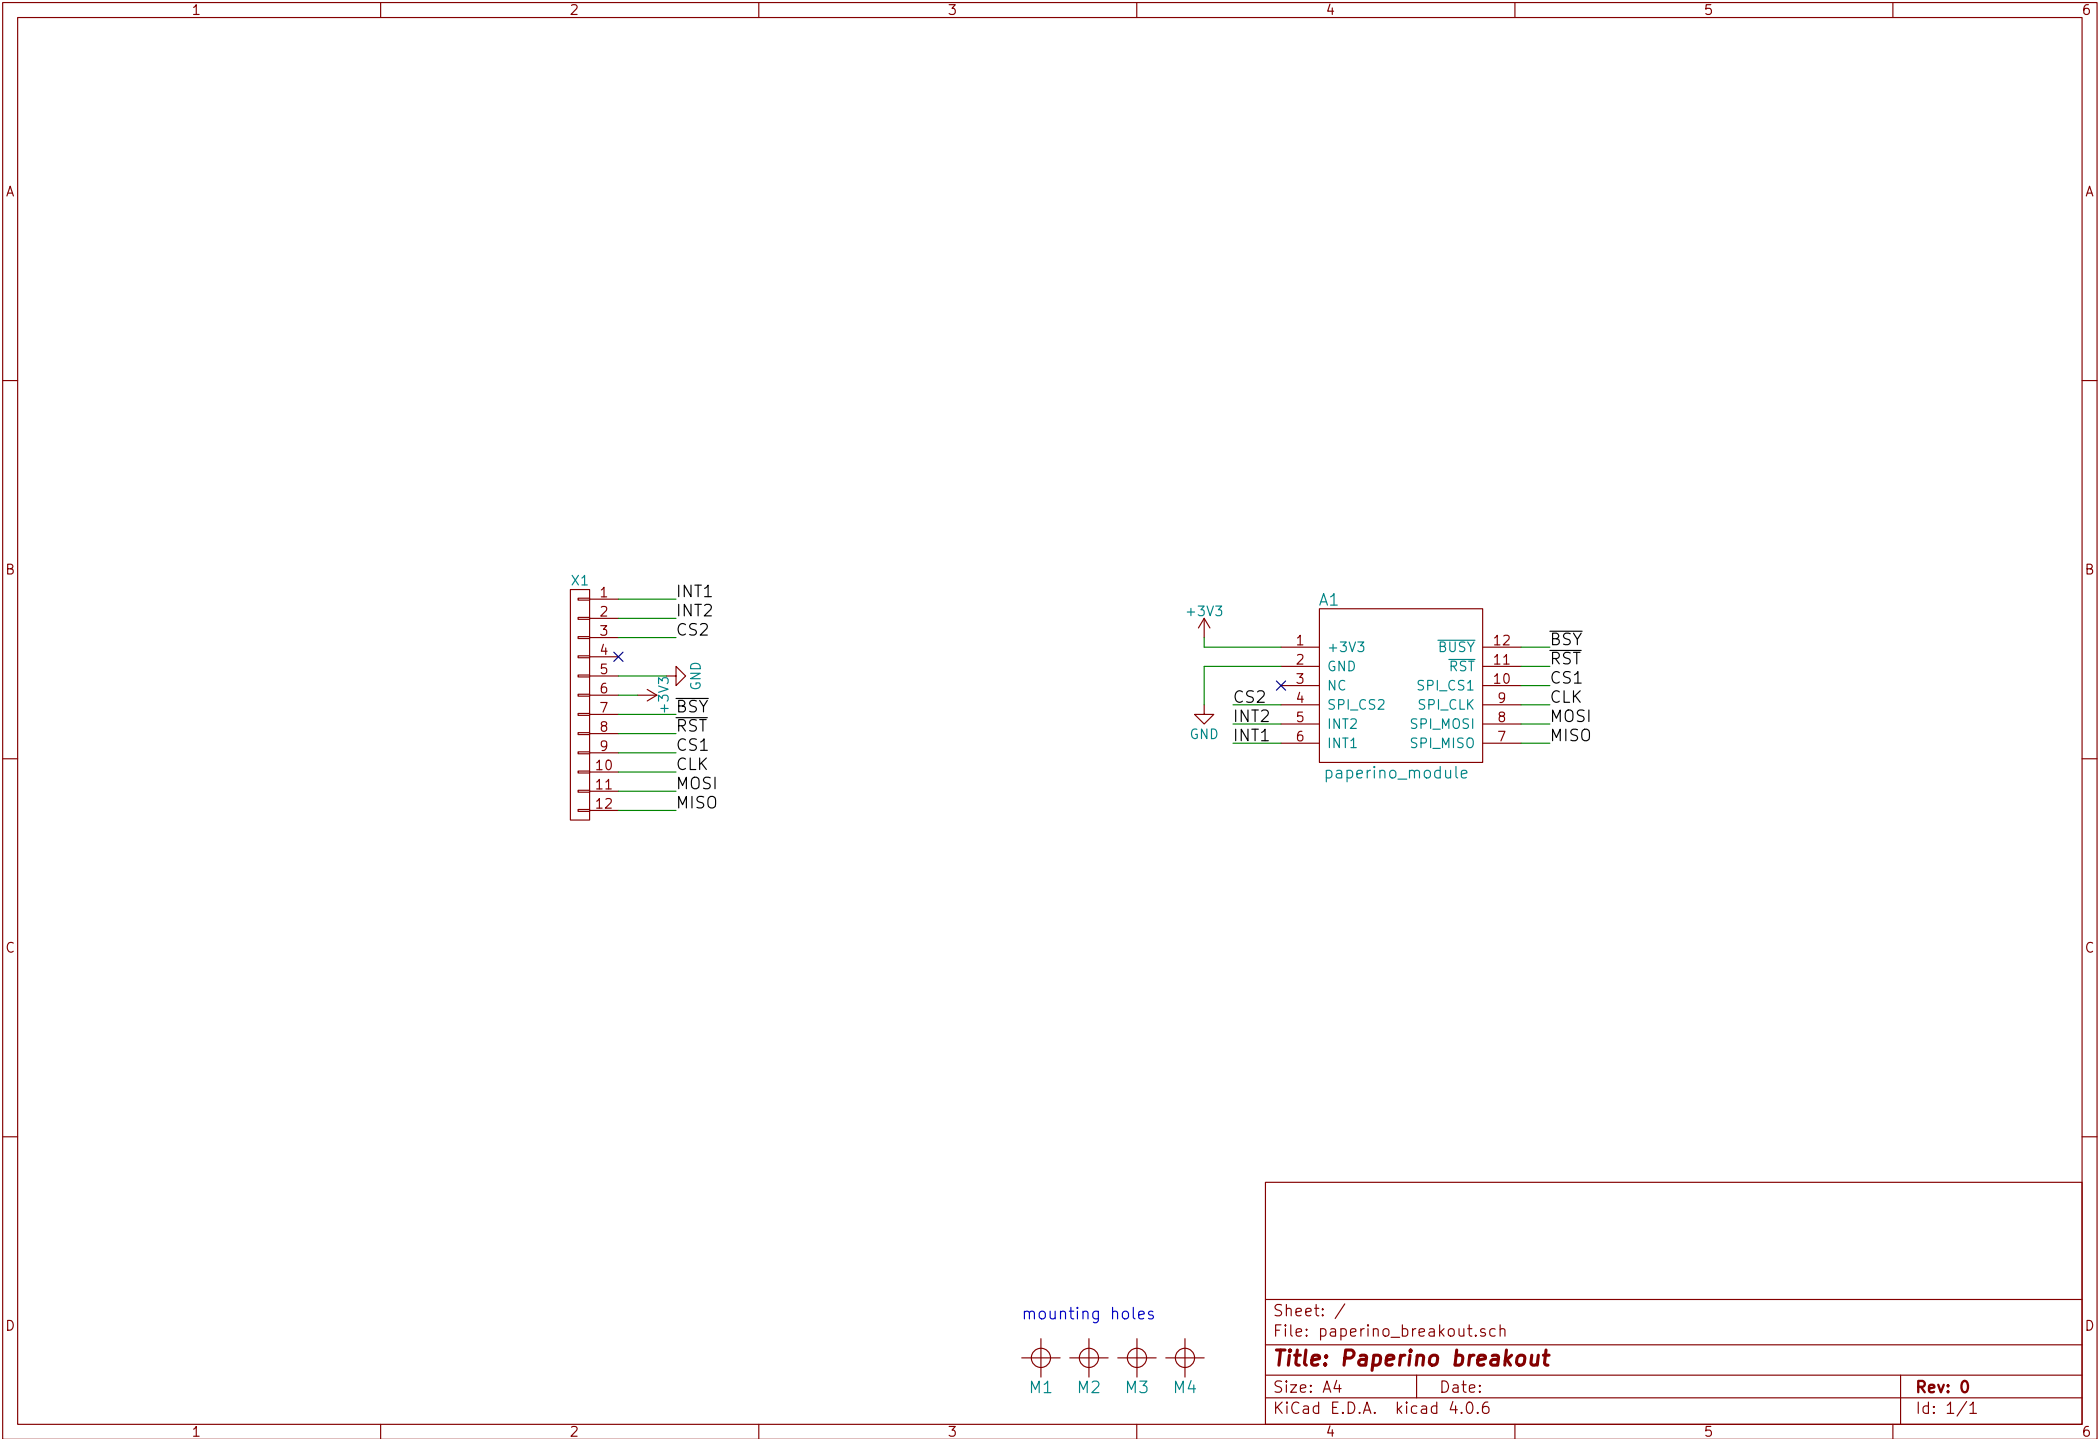 1 2 3 4 5 6
A A
B B
C C
D D
X1
1 INT1
2 INT2
3 CS2
4
5 GND
6 +3V3
7 BSY
8 RST
9 CS1
10 CLK
11 MOSI
12 MISO
A1
+3V3
GND
1 +3V3
2 GND
3 NC
CS2 4 SPI_CS2
INT2 5 INT2
INT1 6 INT1
BUSY 12 BSY
RST 11 RST
SPI_CS1 10 CS1
SPI_CLK 9 CLK
SPI_MOSI 8 MOSI
SPI_MISO 7 MISO
paperino_module
mounting holes
M1 M2 M3 M4
Sheet: /
File: paperino_breakout.sch
Title: Paperino breakout
Size: A4 Date: Rev: 0
KiCad E.D.A. kicad 4.0.6 Id: 1/1
1 2 3 4 5 6